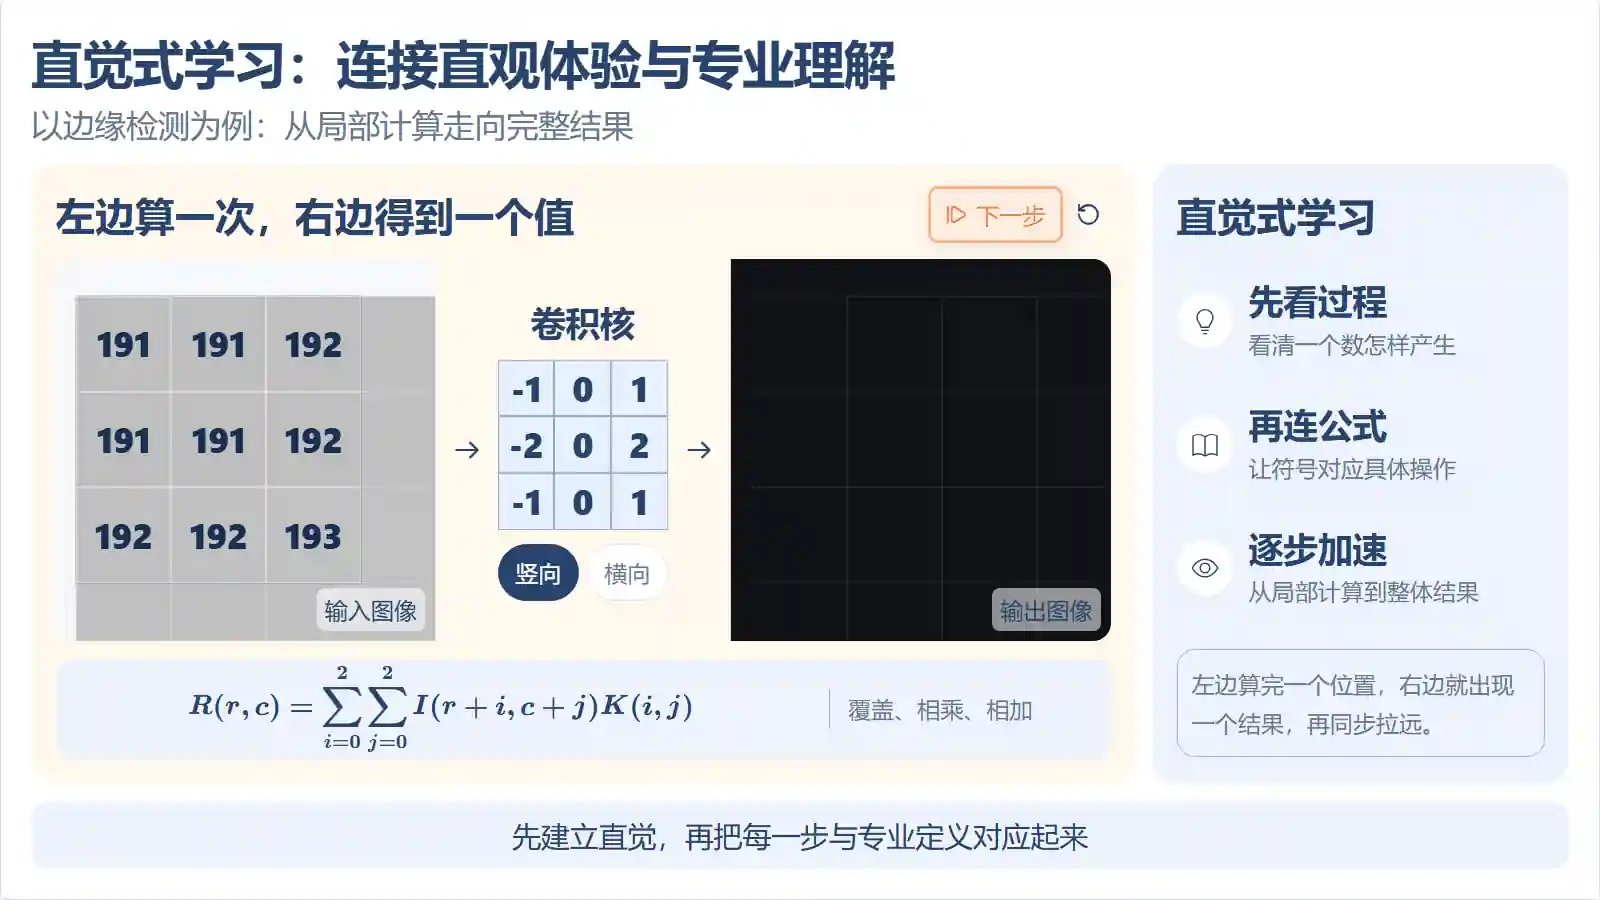 直觉式学习：连接直观体验与专业理解
以边缘检测为例：从局部计算走向完整结果
左边算一次，右边得到一个值
下一步
191 191 192
191 191 192
192 192 193
输入图像
→
卷积核
-1 0 1
-2 0 2
-1 0 1
竖向 横向
→
输出图像
R(r,c) = ∑_{i=0}^{2} ∑_{j=0}^{2} I(r+i,c+j)K(i,j)
覆盖、相乘、相加
直觉式学习
先看过程
看清一个数怎样产生
再连公式
让符号对应具体操作
逐步加速
从局部计算到整体结果
左边算完一个位置，右边就出现
一个结果，再同步拉远。
先建立直觉，再把每一步与专业定义对应起来